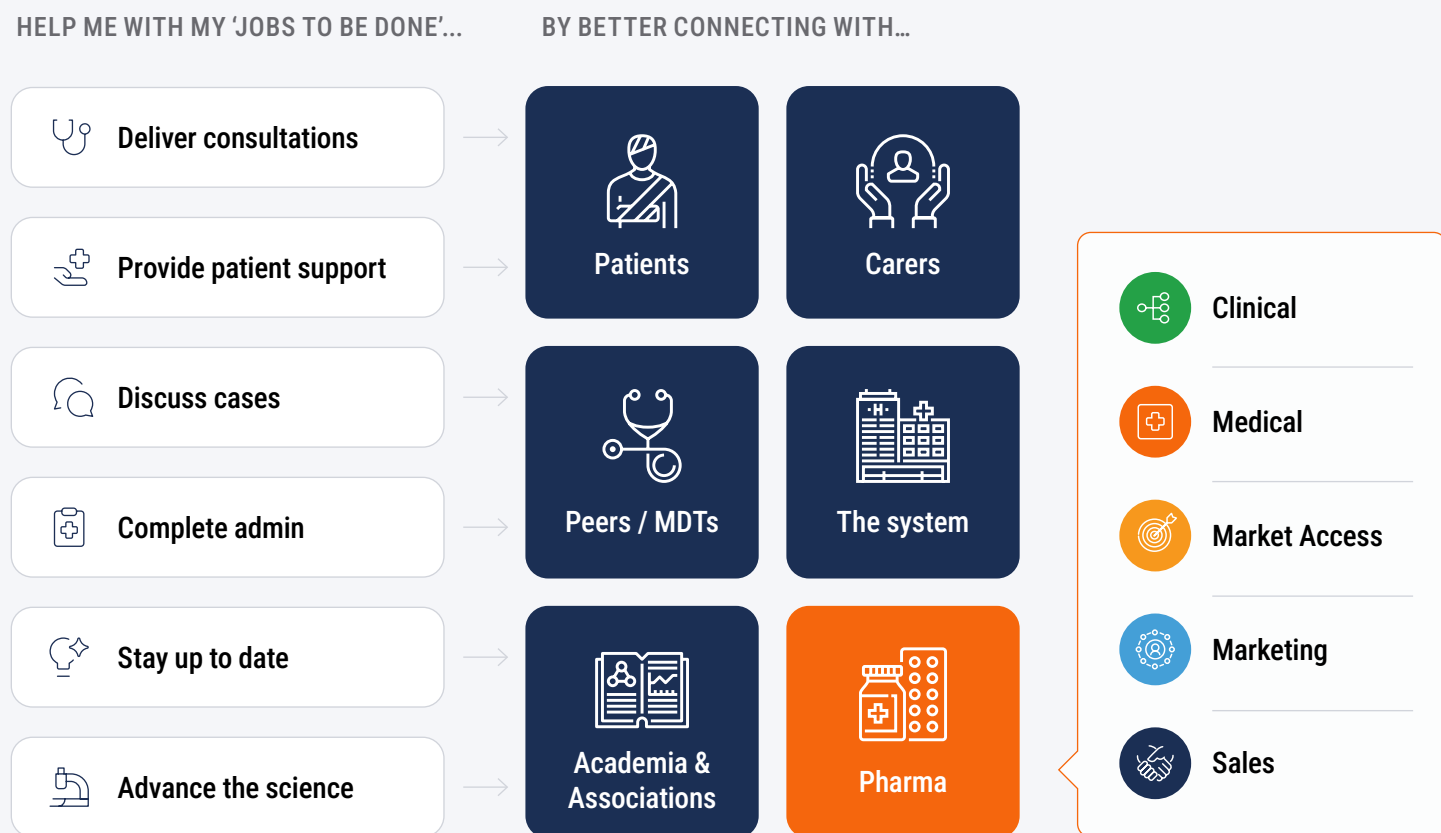 HELP ME WITH MY ‘JOBS TO BE DONE’...
BY BETTER CONNECTING WITH…
Deliver consultations
Provide patient support
Discuss cases
Complete admin
Stay up to date
Advance the science
Patients
Carers
Peers / MDTs
·H·
The system
Academia &
Associations
Pharma
Clinical
Medical
Market Access
Marketing
Sales